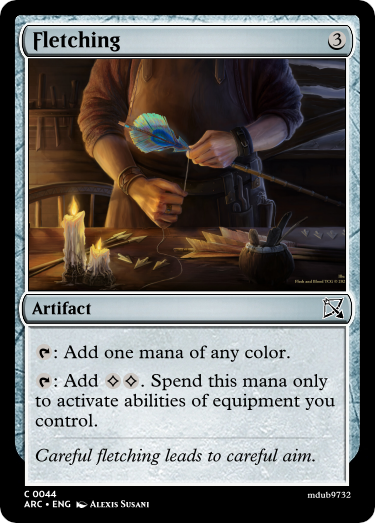 Fletching 3
Artifact
: Add one mana of any color.
: Add . Spend this mana only
to activate abilities of equipment you
control.
Careful fletching leads to careful aim.
C 0044 mdub9732
ARC • ENG Alexis Susani